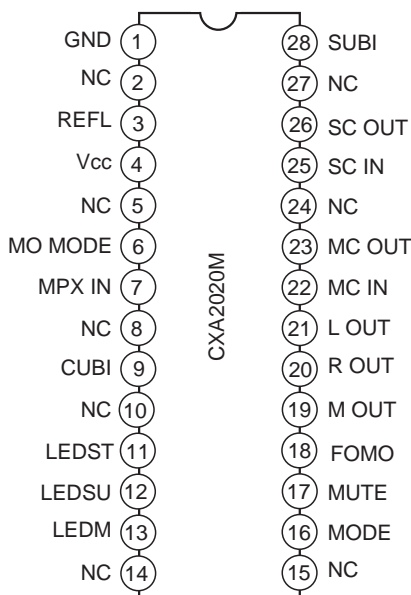 GND 1
NC 2
REFL 3
Vcc 4
NC 5
MO MODE 6
MPX IN 7
NC 8
CUBI 9
NC 10
LEDST 11
LEDSU 12
LEDM 13
NC 14
CXA2020M
28 SUBI
27 NC
26 SC OUT
25 SC IN
24 NC
23 MC OUT
22 MC IN
21 L OUT
20 R OUT
19 M OUT
18 FOMO
17 MUTE
16 MODE
15 NC